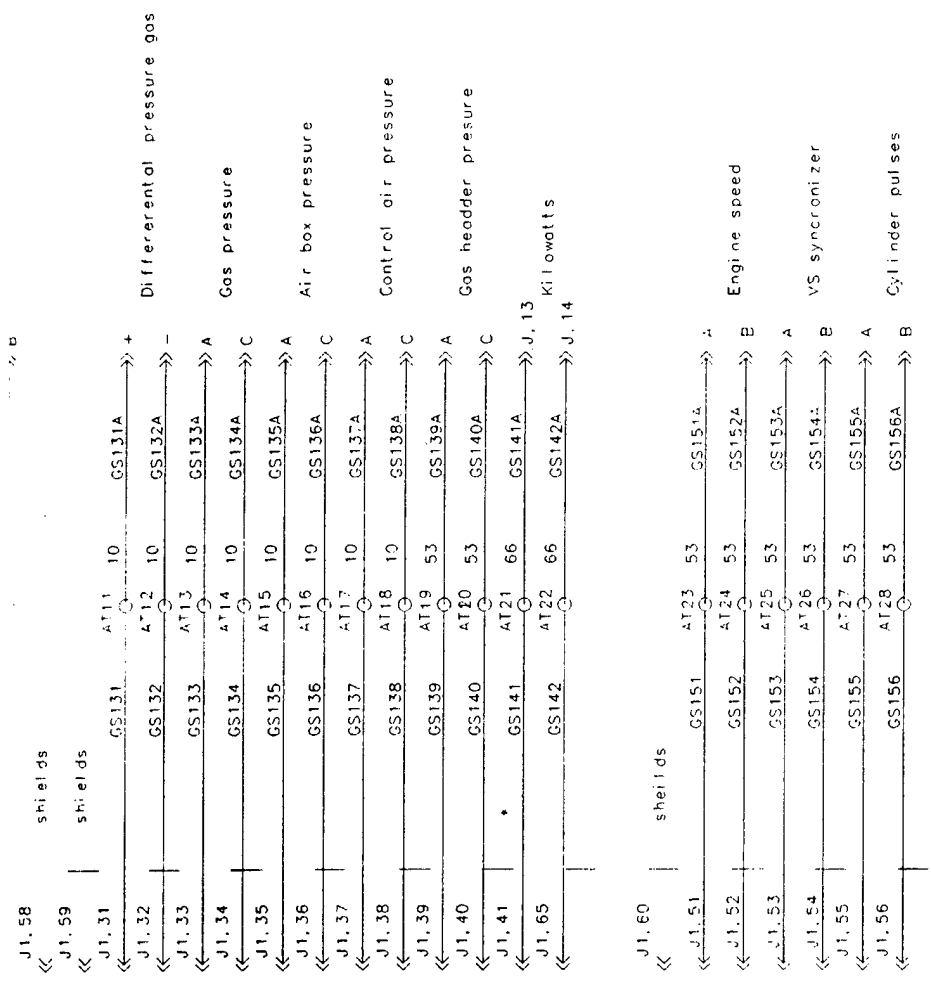 J1.58
shields
J1.59
shields
J1.31 GS131 AT11 10 GS131A +
J1.32 GS132 AT12 10 GS132A − Differerental pressure gas
J1.33 GS133 AT13 10 GS133A A
J1.34 GS134 AT14 10 GS134A C Gas pressure
J1.35 GS135 AT15 10 GS135A A
J1.36 GS136 AT16 10 GS136A C Air box pressure
J1.37 GS137 AT17 10 GS137A A
J1.38 GS138 AT18 10 GS138A C Control air pressure
J1.39 GS139 AT19 53 GS139A A
J1.40 GS140 AT20 53 GS140A C Gas headder presure
J1.41 GS141 AT21 66 GS141A J.13
J1.65 GS142 AT22 66 GS142A J.14 Kilowatts
J1.60
sheilds
J1.51 GS151 AT23 53 GS151A A
J1.52 GS152 AT24 53 GS152A B Engine speed
J1.53 GS153 AT25 53 GS153A A
J1.54 GS154 AT26 53 GS154A B VS syncronizer
J1.55 GS155 AT27 53 GS155A A
J1.56 GS156 AT28 53 GS156A B Cylinder pulses